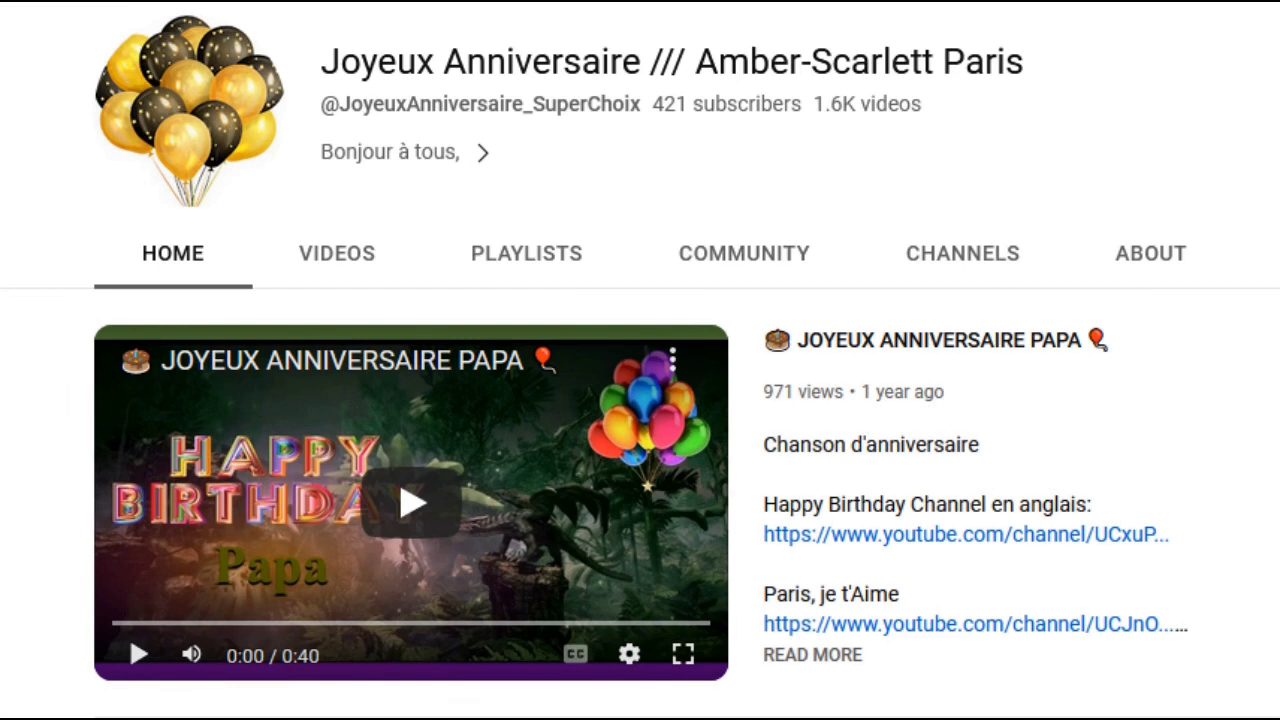 Joyeux Anniversaire /// Amber-Scarlett Paris
@JoyeuxAnniversaire_SuperChoix 421 subscribers 1.6K videos
Bonjour à tous,
HOME VIDEOS PLAYLISTS COMMUNITY CHANNELS ABOUT
JOYEUX ANNIVERSAIRE PAPA
HAPPY
BIRTHDAY
Papa
0:00 / 0:40
CC
JOYEUX ANNIVERSAIRE PAPA
971 views • 1 year ago
Chanson d'anniversaire
Happy Birthday Channel en anglais:
https://www.youtube.com/channel/UCxuP...
Paris, je t'Aime
https://www.youtube.com/channel/UCJnO......
READ MORE